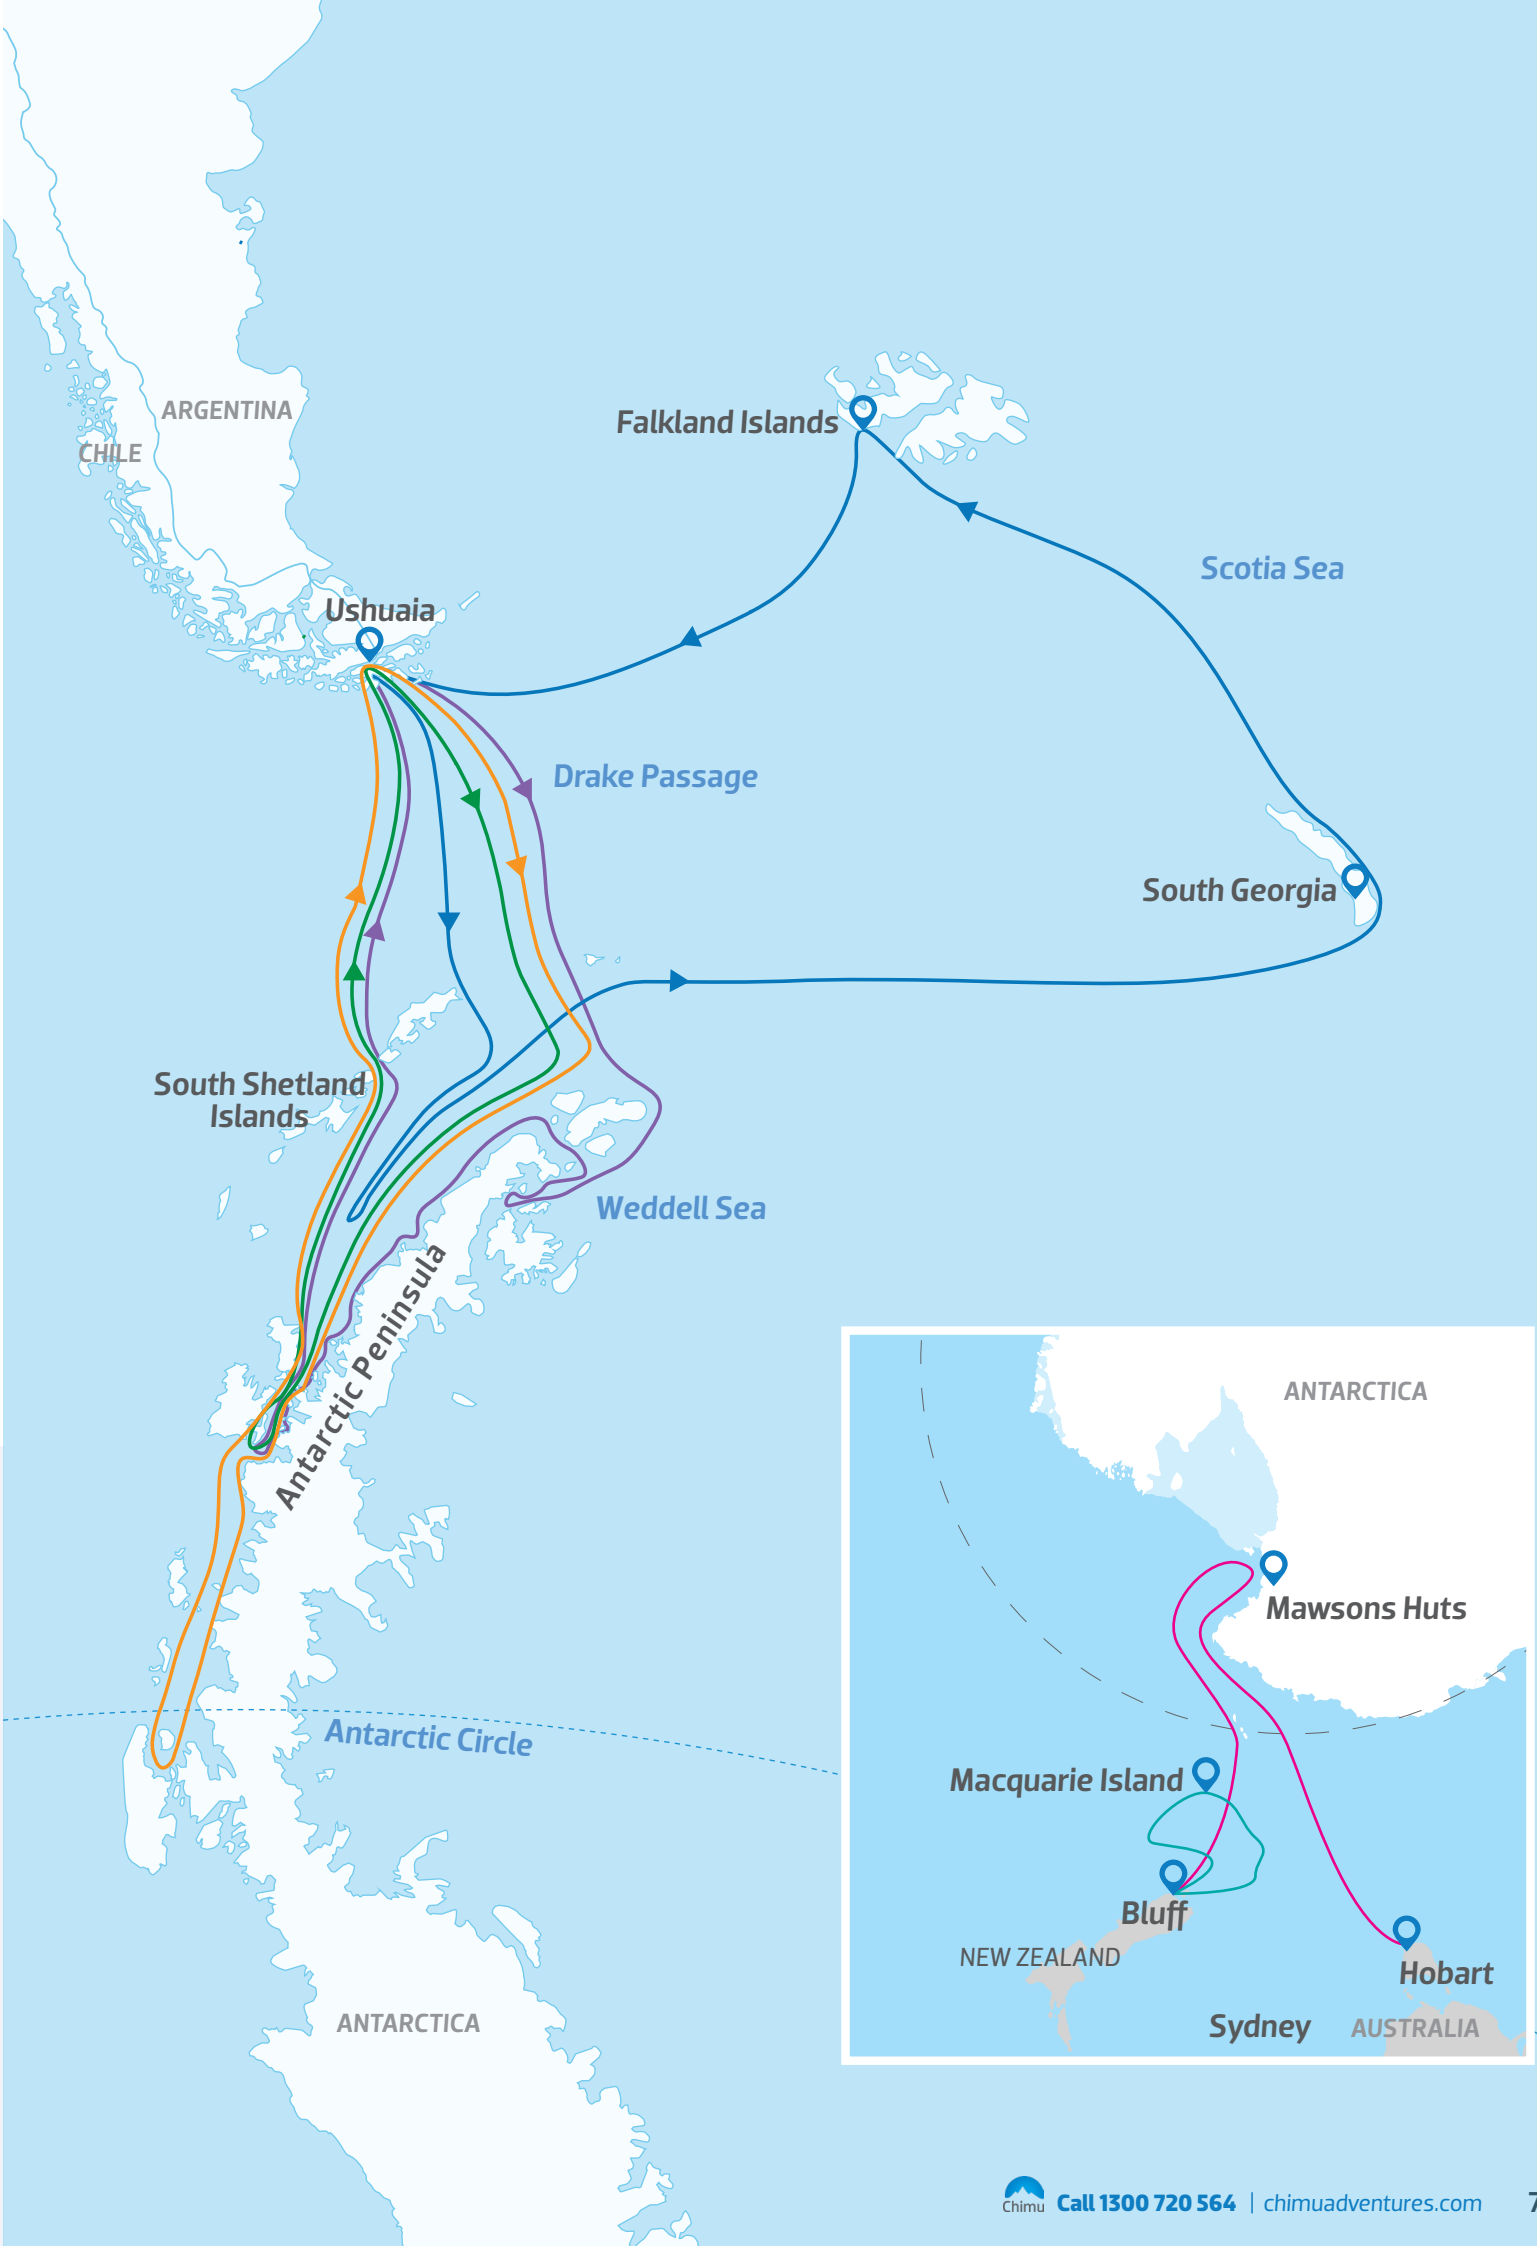 ARGENTINA
CHILE
Falkland Islands
Scotia Sea
Ushuaia
Drake Passage
South Georgia
South Shetland
Islands
Weddell Sea
Antarctic Peninsula
ANTARCTICA
Mawsons Huts
Antarctic Circle
Macquarie Island
Bluff
NEW ZEALAND
Hobart
Sydney
AUSTRALIA
ANTARCTICA
Chimu
Call 1300 720 564 | chimuadventures.com